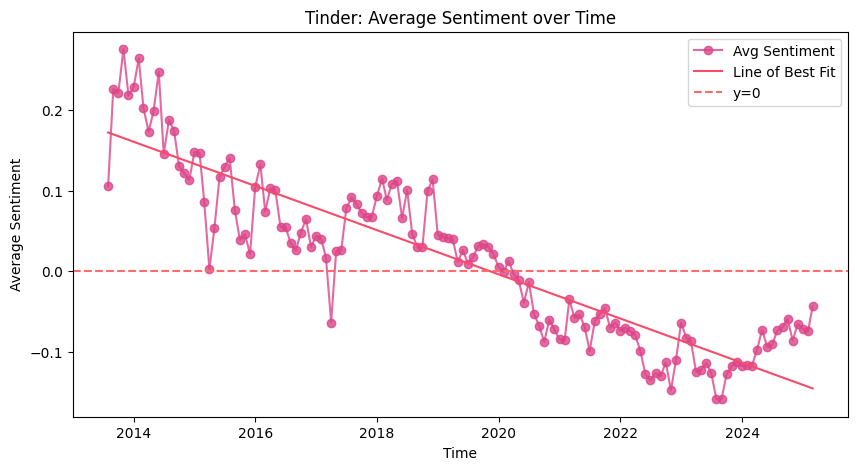 Tinder: Average Sentiment over Time
Avg Sentiment
Line of Best Fit
y=0
Average Sentiment
0.2
0.1
0.0
−0.1
2014 2016 2018 2020 2022 2024
Time